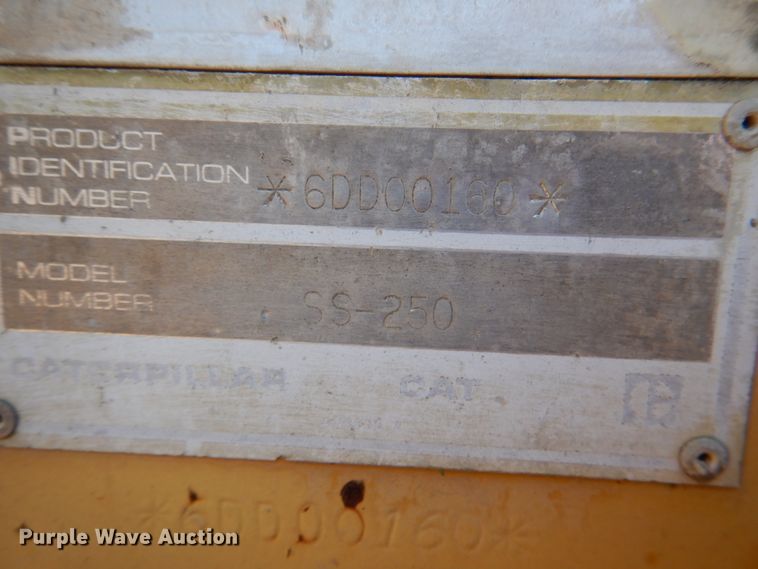 PRODUCT
IDENTIFICATION
NUMBER
*6DD00160*
MODEL
NUMBER
SS-250
CATERPILLAR CAT
*6DD00160*
Purple Wave Auction